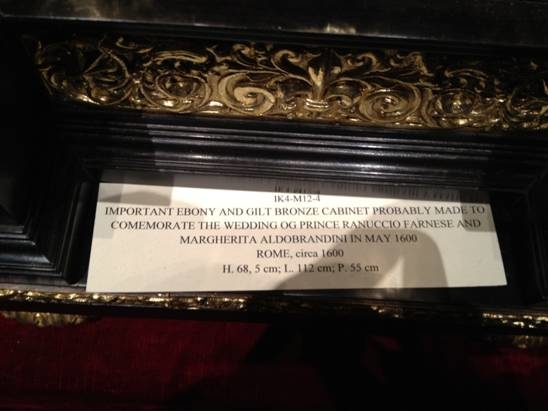 IK4-M12-4
IMPORTANT EBONY AND GILT BRONZE CABINET PROBABLY MADE TO
COMEMORATE THE WEDDING OG PRINCE RANUCCIO FARNESE AND
MARGHERITA ALDOBRANDINI IN MAY 1600
ROME, circa 1600
H. 68, 5 cm; L. 112 cm; P. 55 cm